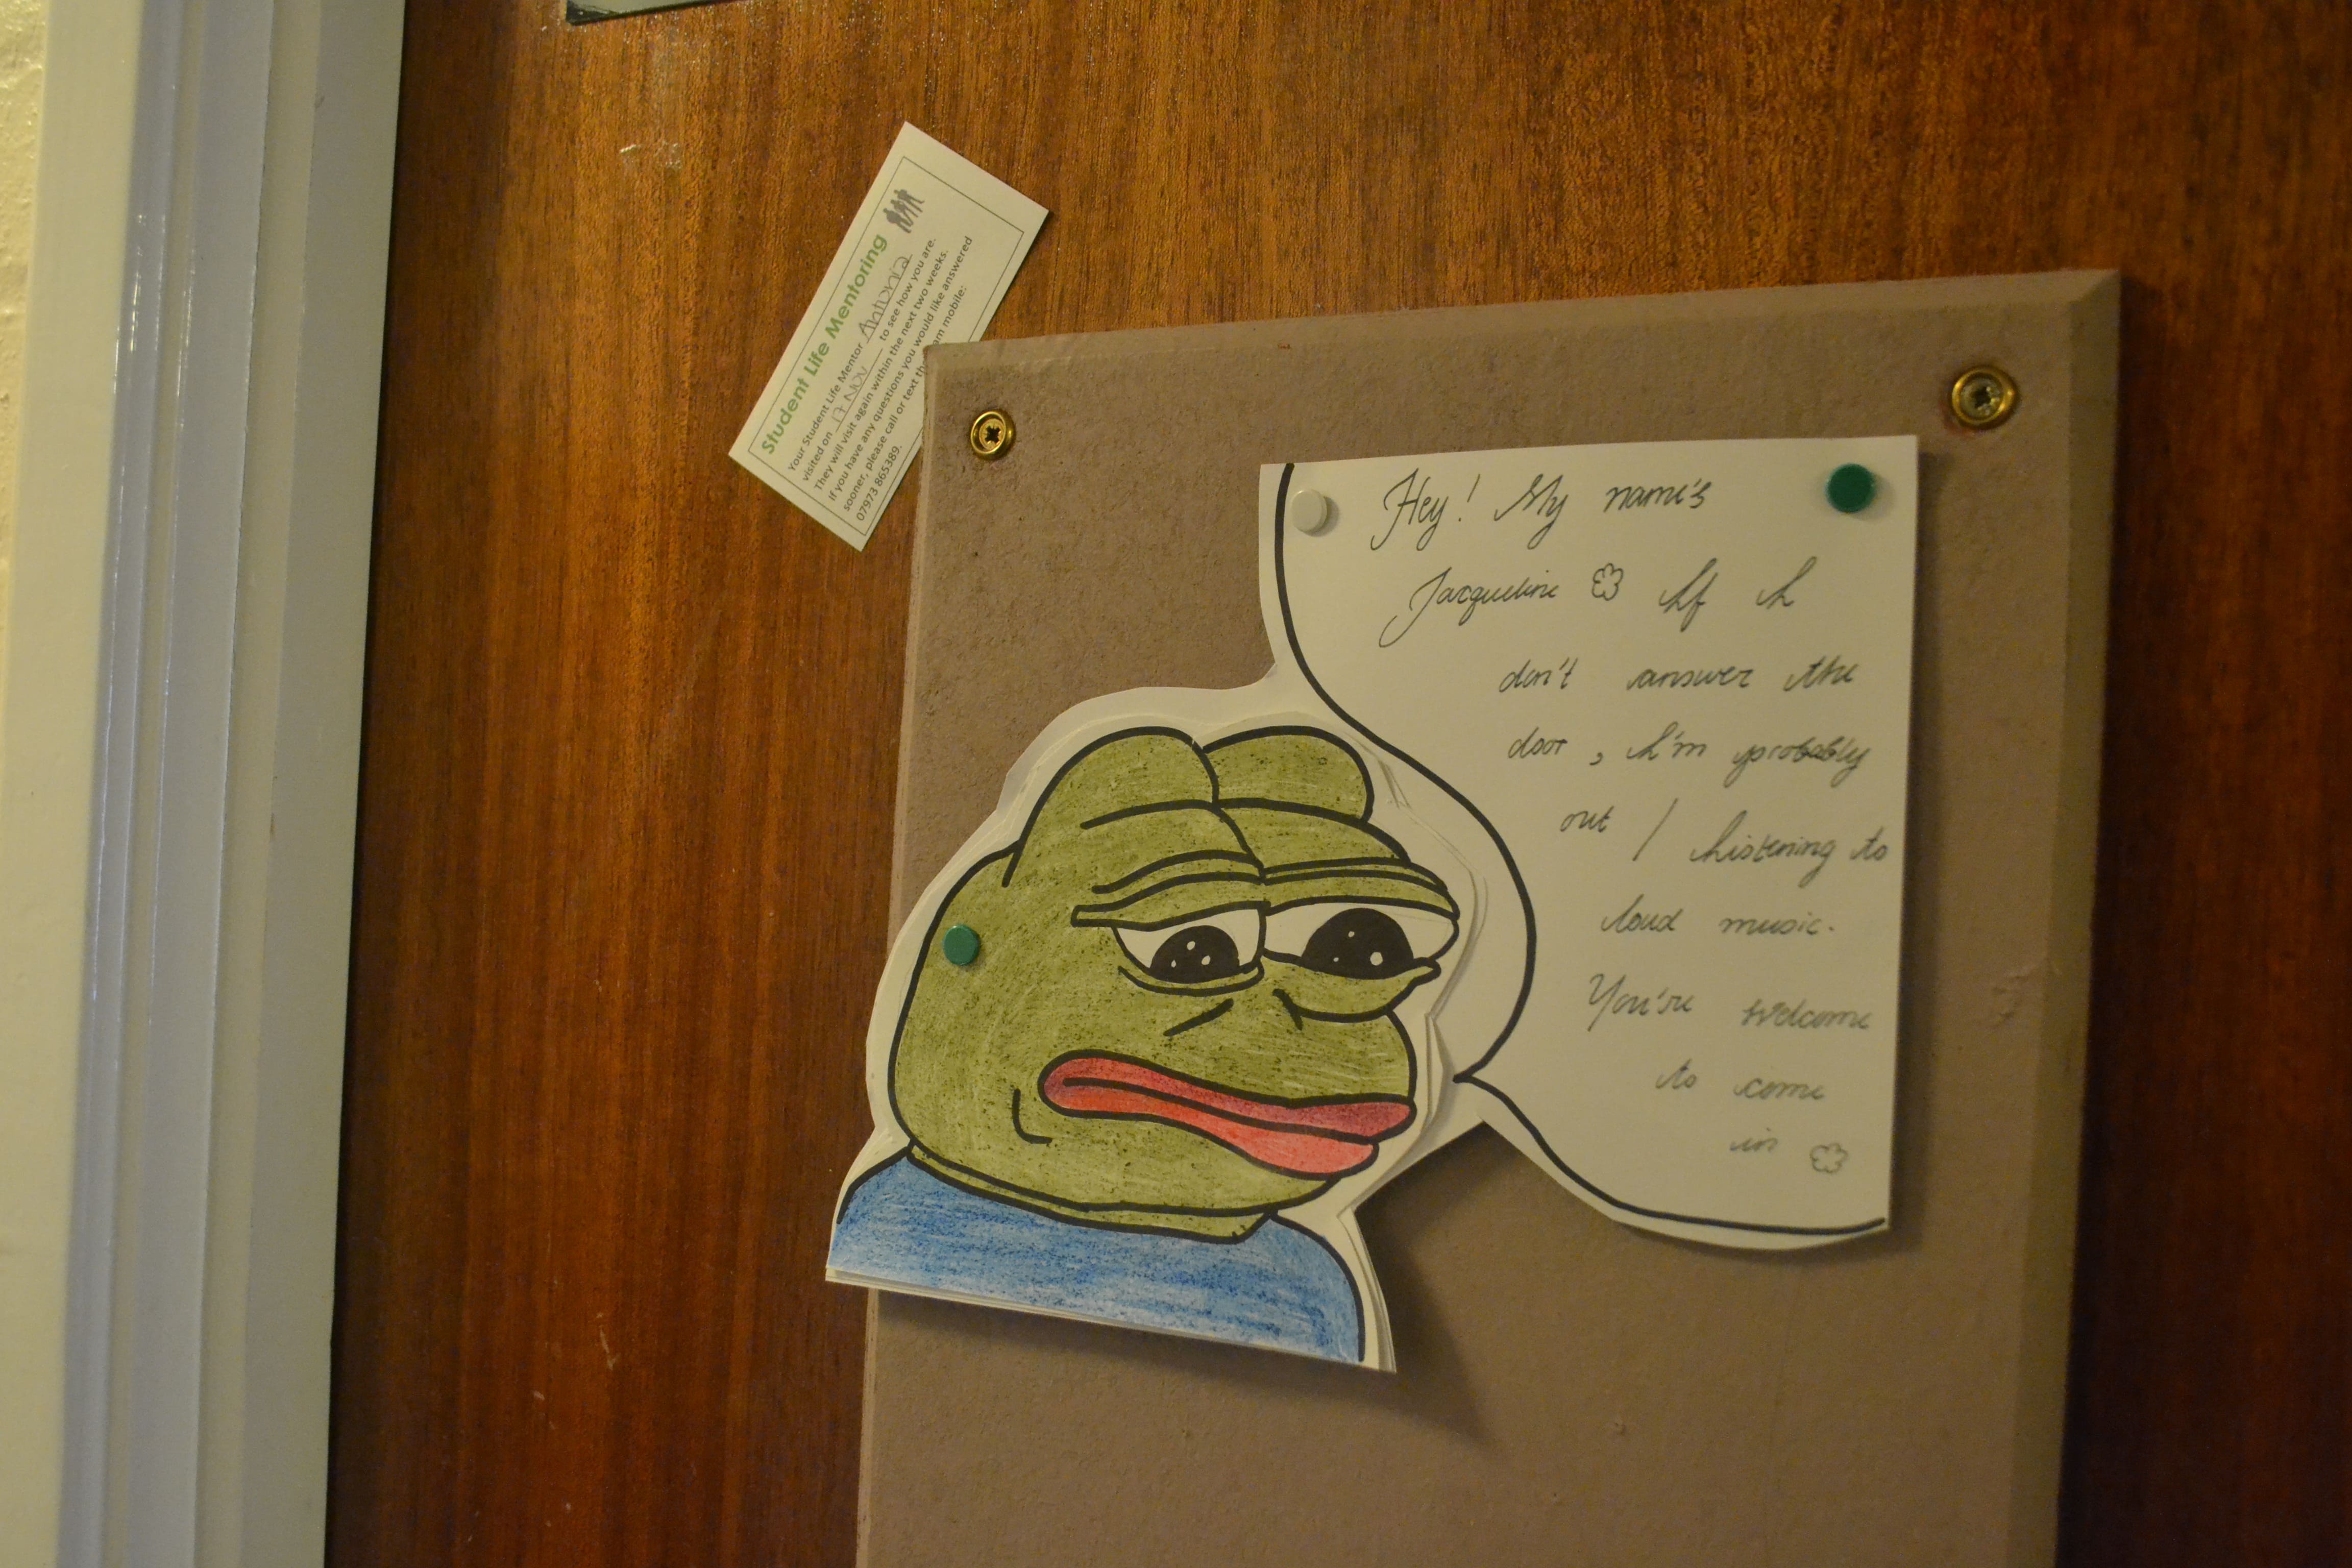 Student Life Mentoring
Your Student Life Mentor Antonia
visited on 17 NOV to see how you are.
They will visit again within the next two weeks.
If you have any questions you would like answered
sooner, please call or text mobile:
07973 865389.
Hey! My name's
Jacqueline If I
don't answer the
door, I'm probably
out / listening to
loud music.
You're welcome
to come
in